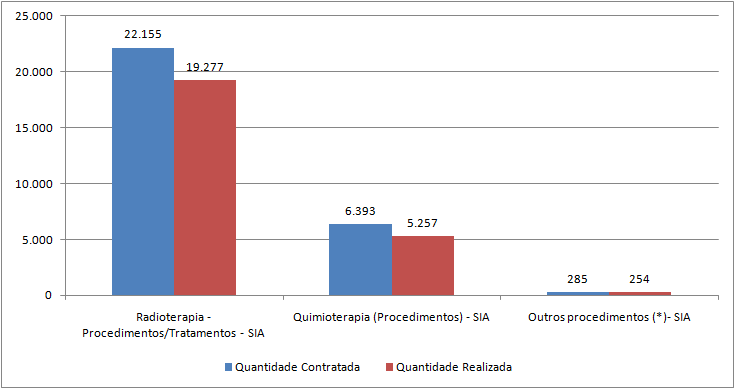 25.000
20.000
15.000
10.000
5.000
0
22.155
19.277
6.393
5.257
285
254
Radioterapia -
Procedimentos/Tratamentos - SIA
Quimioterapia (Procedimentos) - SIA
Outros procedimentos (*)- SIA
Quantidade Contratada
Quantidade Realizada